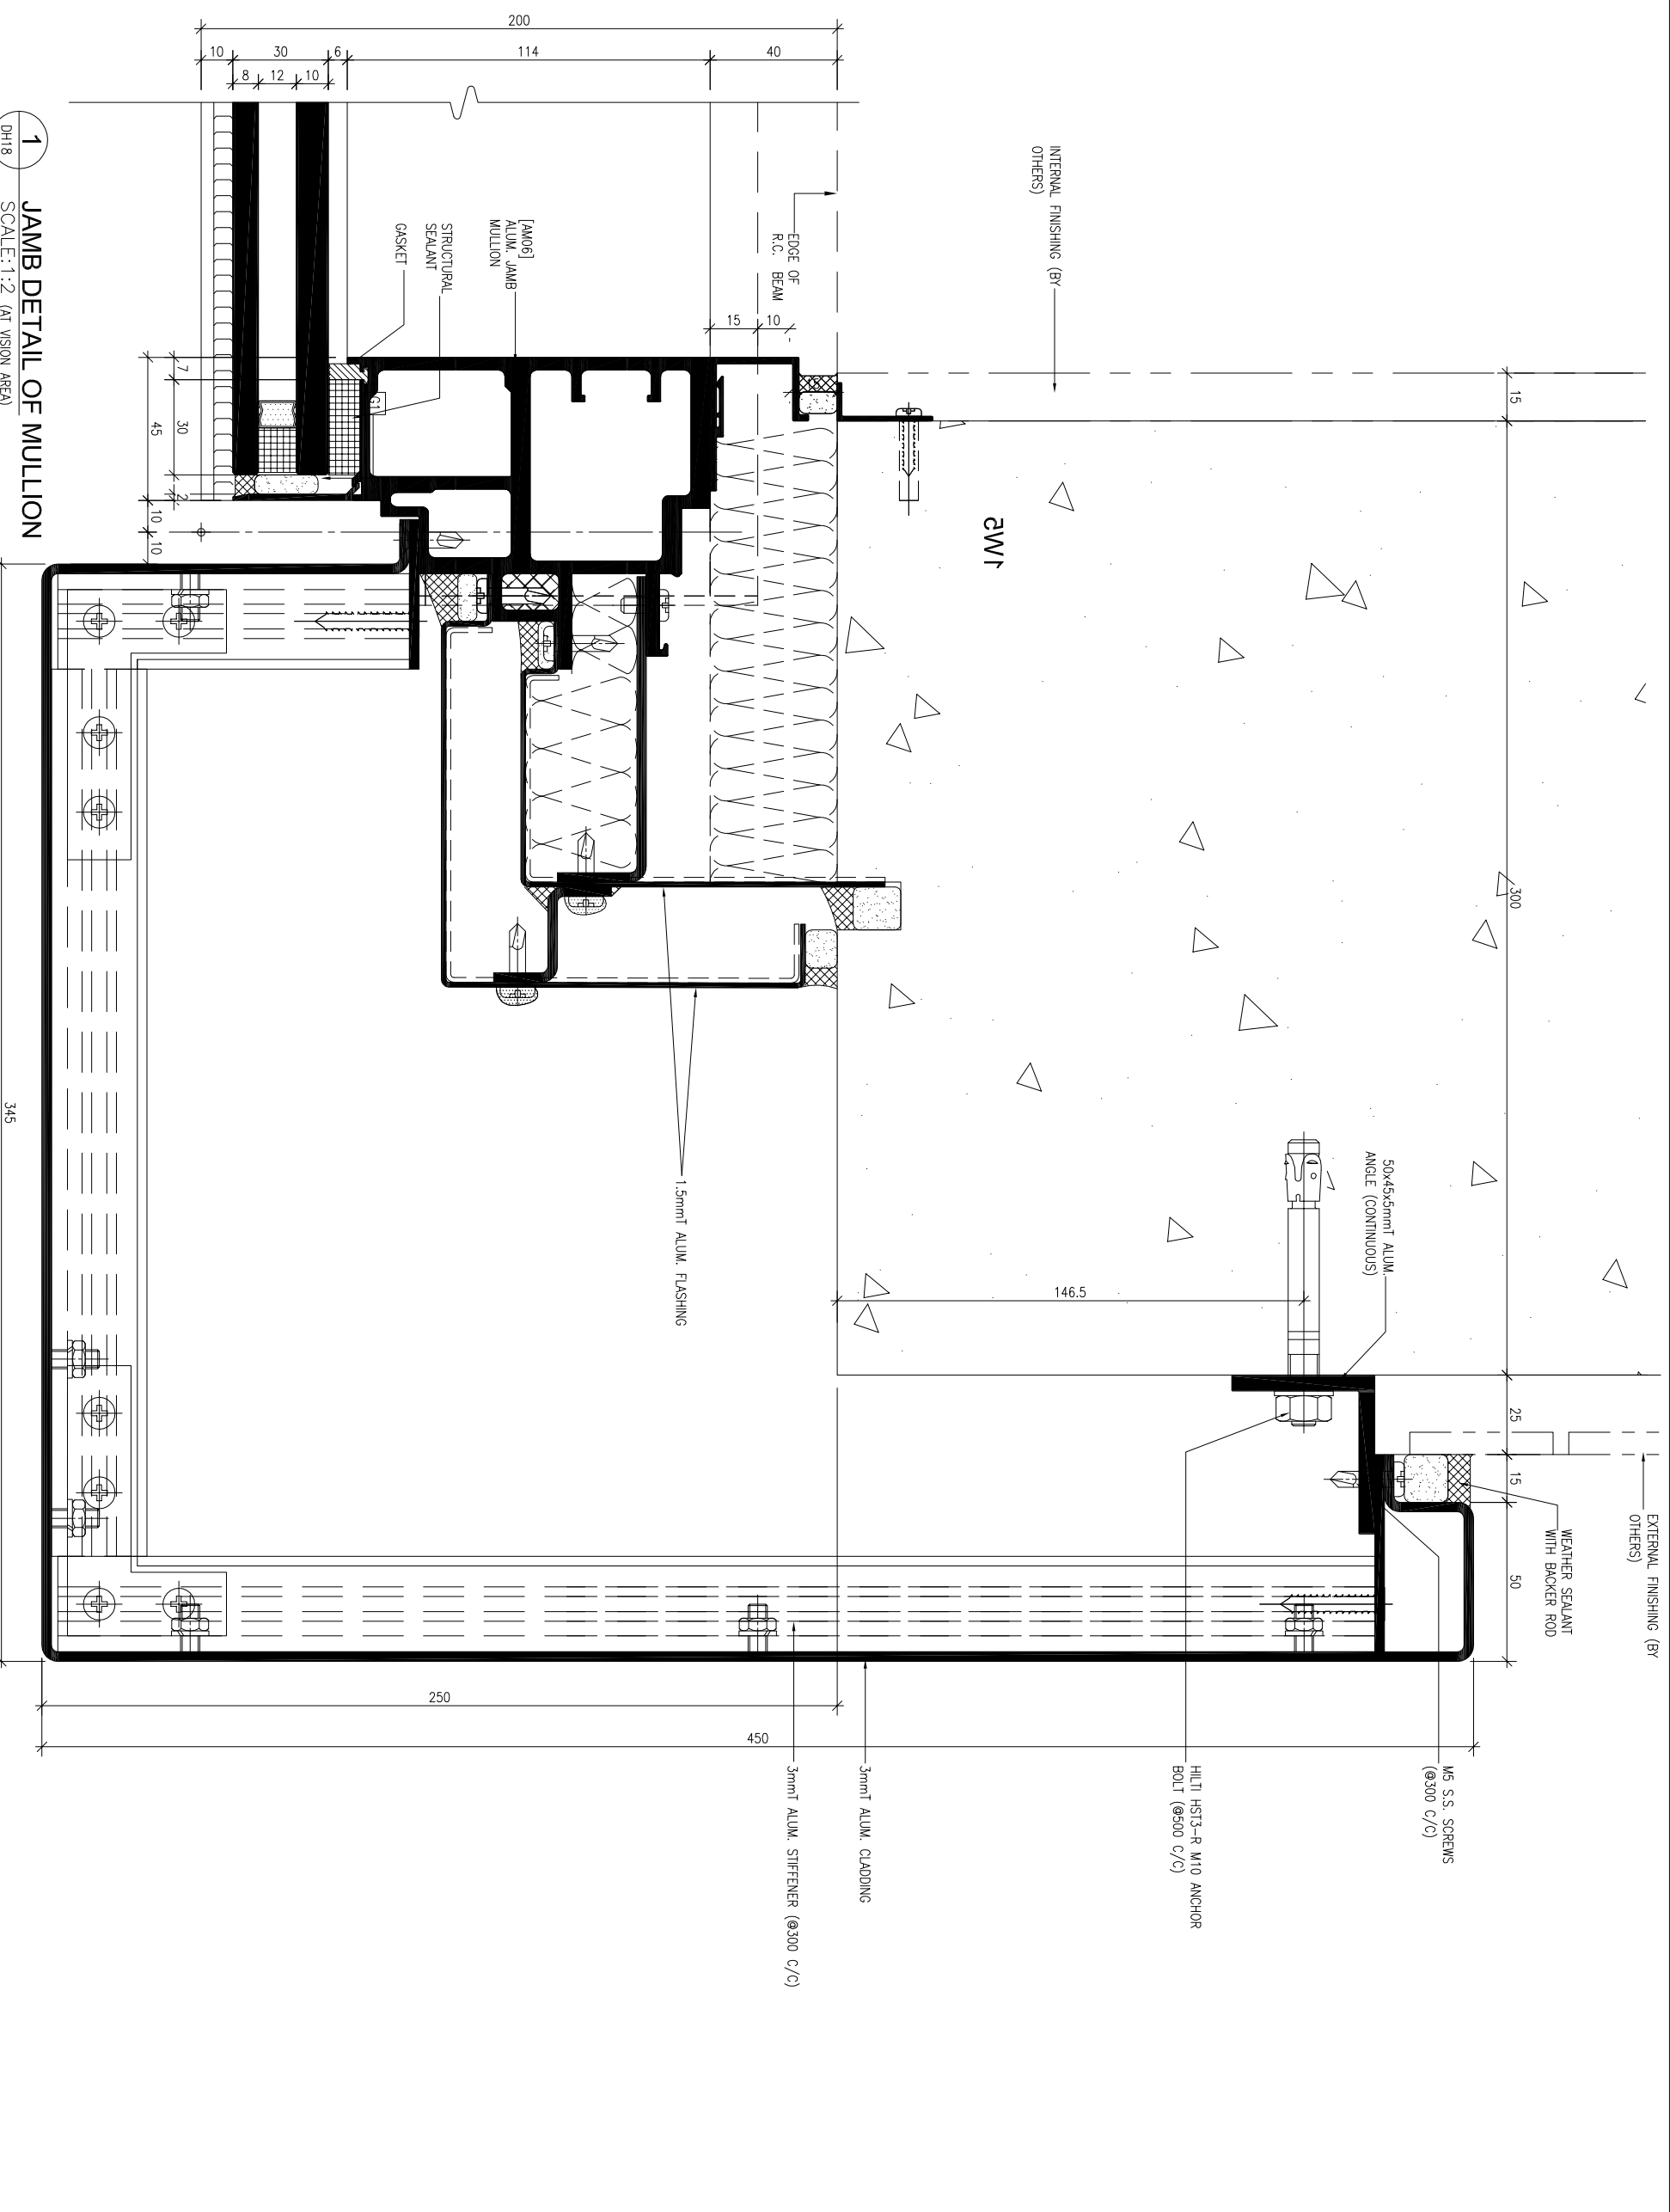 200
10
30
6
114
40
8
12
10
INTERNAL FINISHING (BY
OTHERS)
EDGE OF
R.C. BEAM
[AM06]
ALUM. JAMB
MULLION
STRUCTURAL
SEALANT
GASKET
15
10
7
30
45
2
10
10
15
300
25
15
50
146.5
50x45x5mmT ALUM.
ANGLE (CONTINUOUS)
1.5mmT ALUM. FLASHING
EXTERNAL FINISHING (BY
OTHERS)
WEATHER SEALANT
WITH BACKER ROD
M5 S.S. SCREWS
(@300 C/C)
HILTI HST3-R M10 ANCHOR
BOLT (@500 C/C)
3mmT ALUM. CLADDING
3mmT ALUM. STIFFENER (@300 C/C)
250
450
345
1
DH18
JAMB DETAIL OF MULLION
SCALE:1:2 (AT VISION AREA)